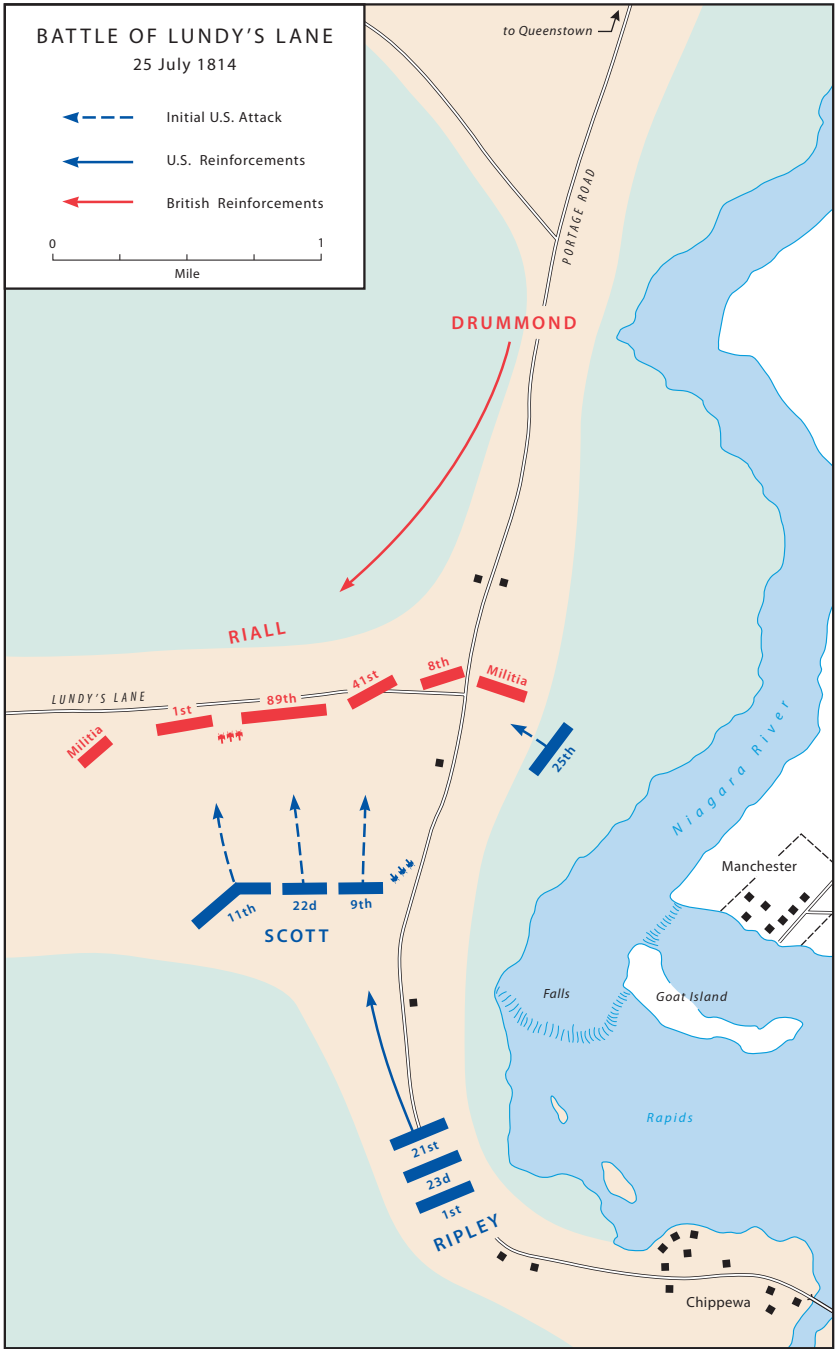 BATTLE OF LUNDY'S LANE
25 July 1814
Initial U.S. Attack
U.S. Reinforcements
British Reinforcements
0 1
Mile
to Queenstown
PORTAGE ROAD
DRUMMOND
RIALL
LUNDY'S LANE
Militia
1st
89th
41st
8th
Militia
25th
Niagara River
11th
22d
9th
SCOTT
Manchester
Falls
Goat Island
Rapids
21st
23d
1st
RIPLEY
Chippewa